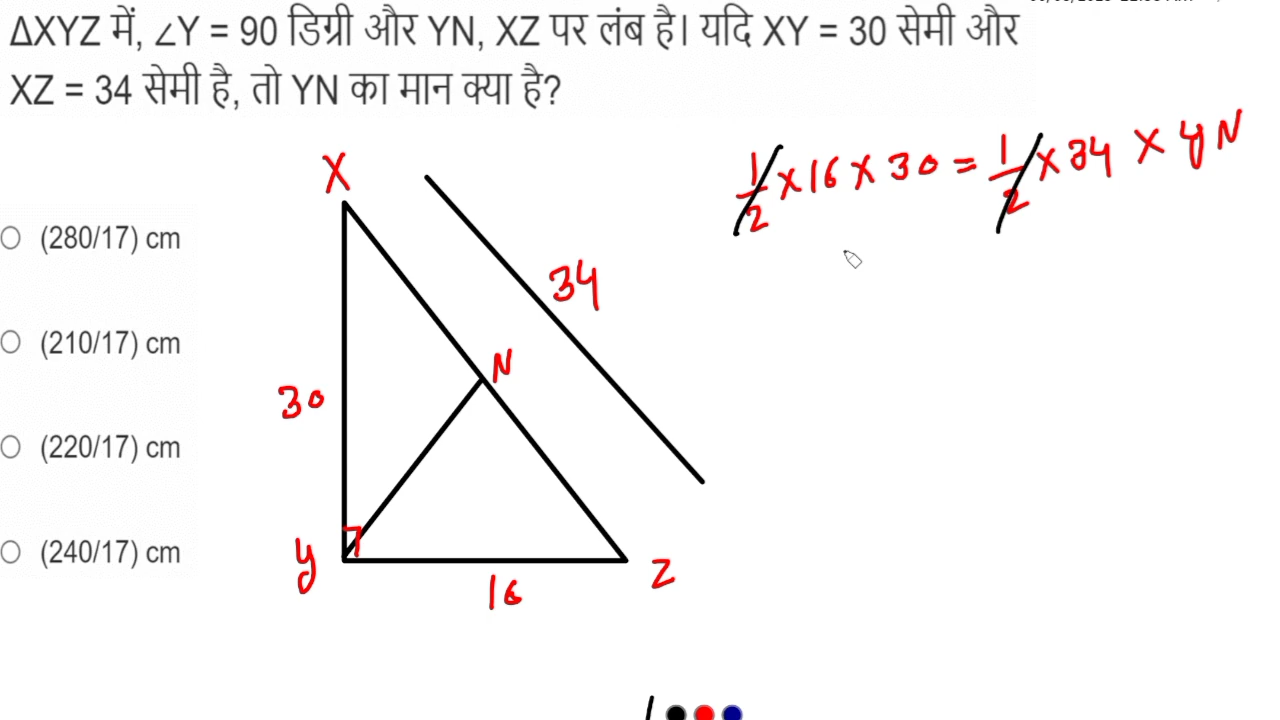 ΔXYZ में, ∠Y = 90 डिग्री और YN, XZ पर लंब है। यदि XY = 30 सेमी और
XZ = 34 सेमी है, तो YN का मान क्या है?
1/2 × 16 × 30 = 1/2 × 34 × yN
X
(280/17) cm
34
(210/17) cm
N
30
(220/17) cm
(240/17) cm
y
Z
16